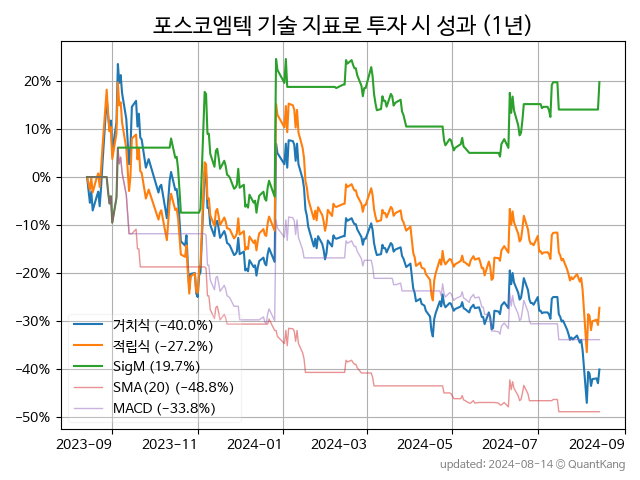 포스코엠텍 기술 지표로 투자 시 성과 (1년)
20%
10%
0%
−10%
−20%
−30%
−40%
−50%
거치식 (−40.0%)
적립식 (−27.2%)
SigM (19.7%)
SMA(20) (−48.8%)
MACD (−33.8%)
2023-09 2023-11 2024-01 2024-03 2024-05 2024-07 2024-09
updated: 2024-08-14 © QuantKang